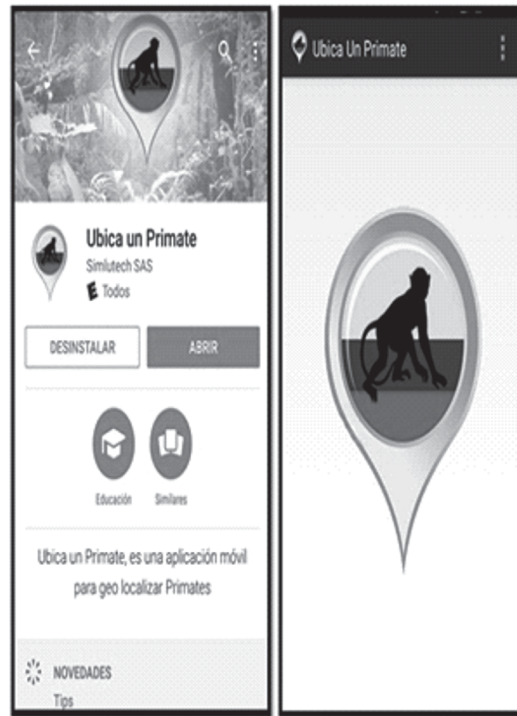 Ubica un Primate
Simlutech SAS
E Todos
DESINSTALAR
ABRIR
Educación
Similares
Ubica un Primate, es una aplicación móvil
para geo localizar Primates
NOVEDADES
Tips
Ubica Un Primate